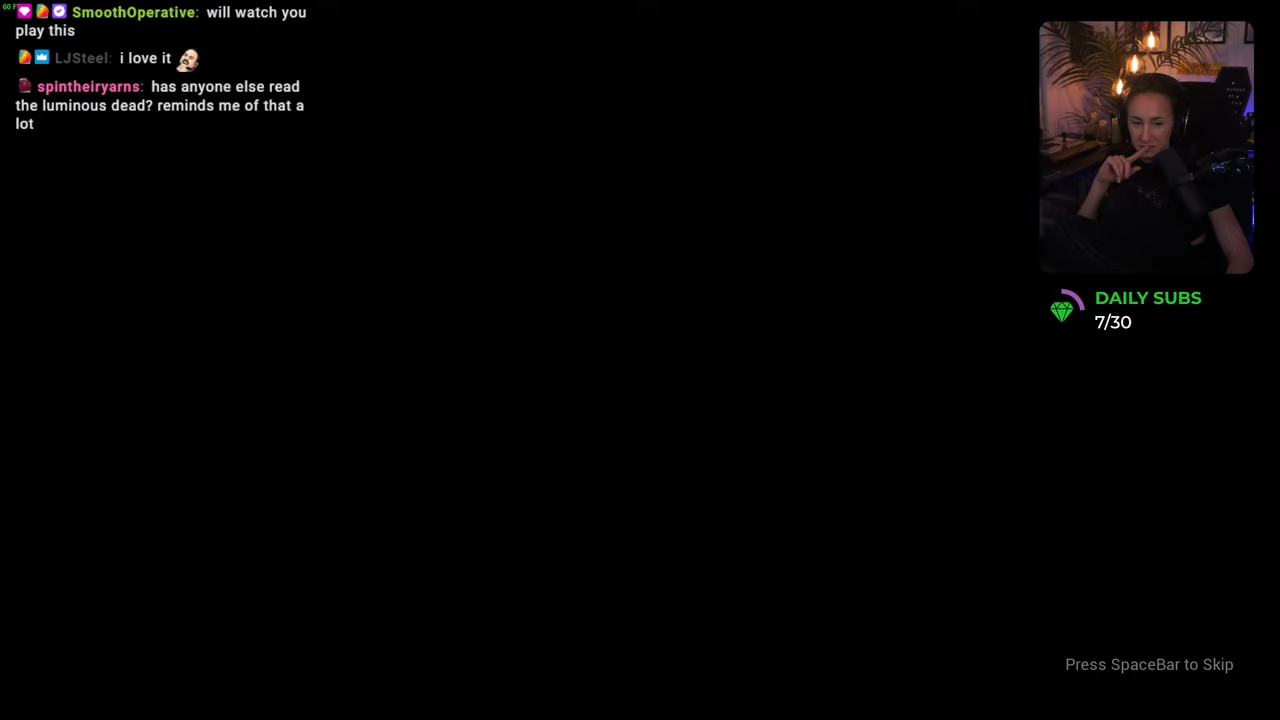 60 F
SmoothOperative: will watch you
play this
LJSteel: i love it
spintheiryarns: has anyone else read
the luminous dead? reminds me of that a
lot
DAILY SUBS
7/30
Press SpaceBar to Skip